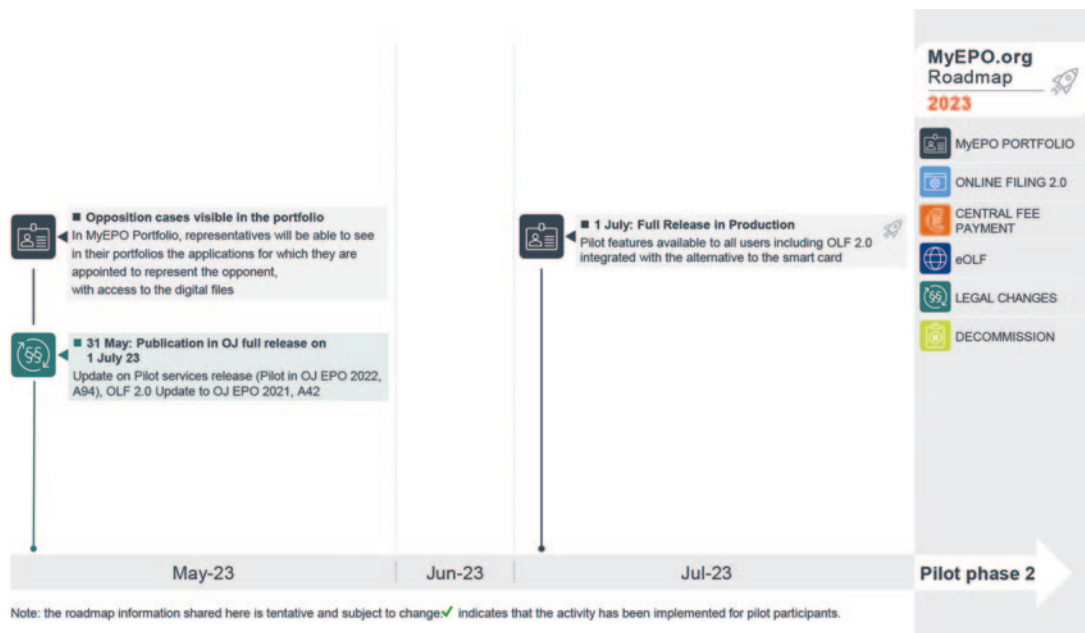 MyEPO.org
Roadmap
2023
MyEPO PORTFOLIO
ONLINE FILING 2.0
CENTRAL FEE
PAYMENT
eOLF
LEGAL CHANGES
DECOMMISSION
■ Opposition cases visible in the portfolio
In MyEPO Portfolio, representatives will be able to see
in their portfolios the applications for which they are
appointed to represent the opponent,
with access to the digital files
§§
■ 31 May: Publication in OJ full release on
1 July 23
Update on Pilot services release (Pilot in OJ EPO 2022,
A94), OLF 2.0 Update to OJ EPO 2021, A42
■ 1 July: Full Release in Production
Pilot features available to all users including OLF 2.0
integrated with the alternative to the smart card
May-23
Jun-23
Jul-23
Pilot phase 2
Note: the roadmap information shared here is tentative and subject to change.✓ indicates that the activity has been implemented for pilot participants.